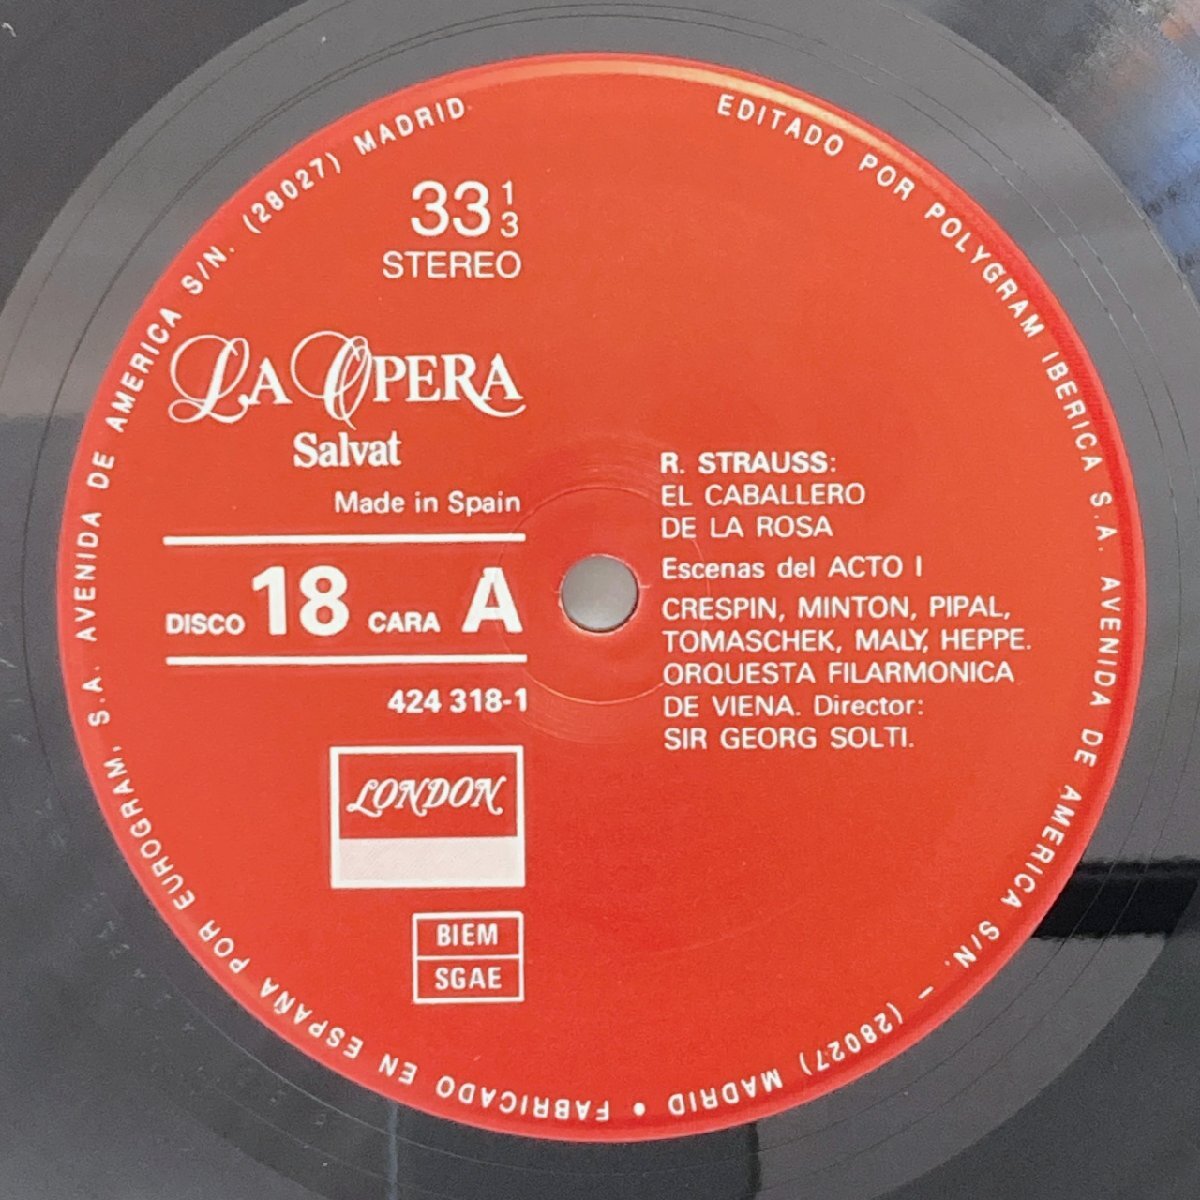 EDITADO POR POLYGRAM IBERICA S.A. AVENIDA DE AMERICA S/N. – (28027) MADRID • FABRICADO EN ESPAÑA POR EUROGRAM, S.A. AVENIDA DE AMERICA S/N. (28027) MADRID
33 1/3
STEREO
LA OPERA
Salvat
Made in Spain
DISCO 18 CARA A
424 318-1
LONDON
BIEM
SGAE
R. STRAUSS:
EL CABALLERO
DE LA ROSA
Escenas del ACTO I
CRESPIN, MINTON, PIPAL,
TOMASCHEK, MALY, HEPPE.
ORQUESTA FILARMONICA
DE VIENA. Director:
SIR GEORG SOLTI.